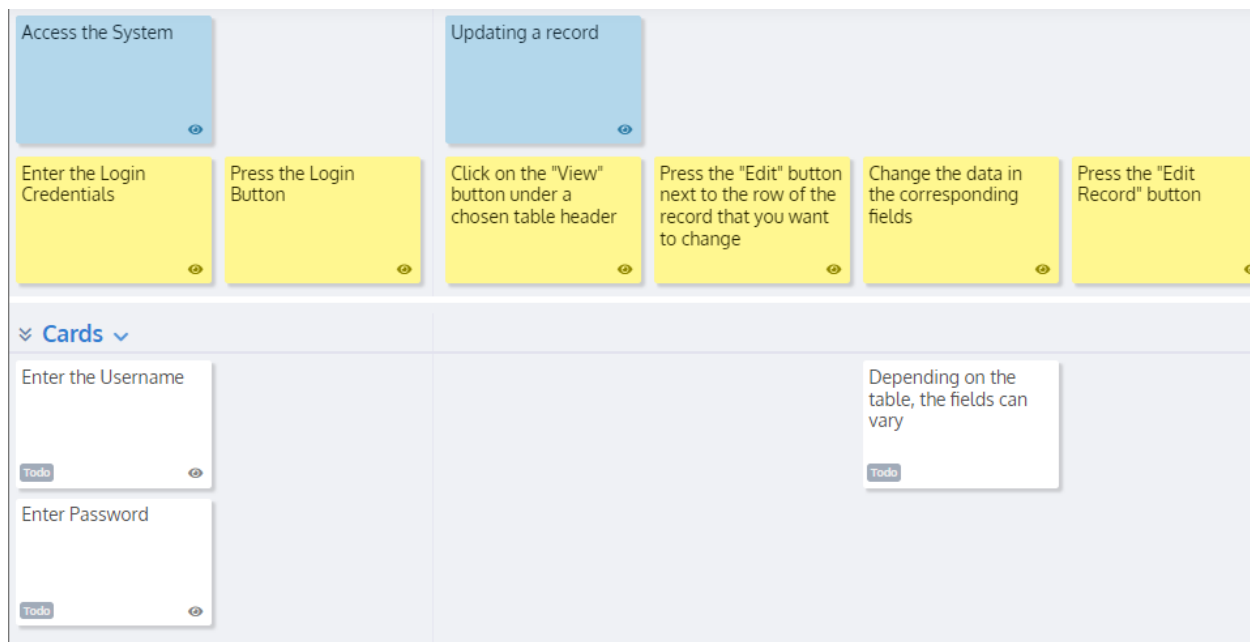 Access the System
Updating a record
Enter the Login
Credentials
Press the Login
Button
Click on the "View"
button under a
chosen table header
Press the "Edit" button
next to the row of the
record that you want
to change
Change the data in
the corresponding
fields
Press the "Edit
Record" button
Cards
Enter the Username
Todo
Depending on the
table, the fields can
vary
Todo
Enter Password
Todo